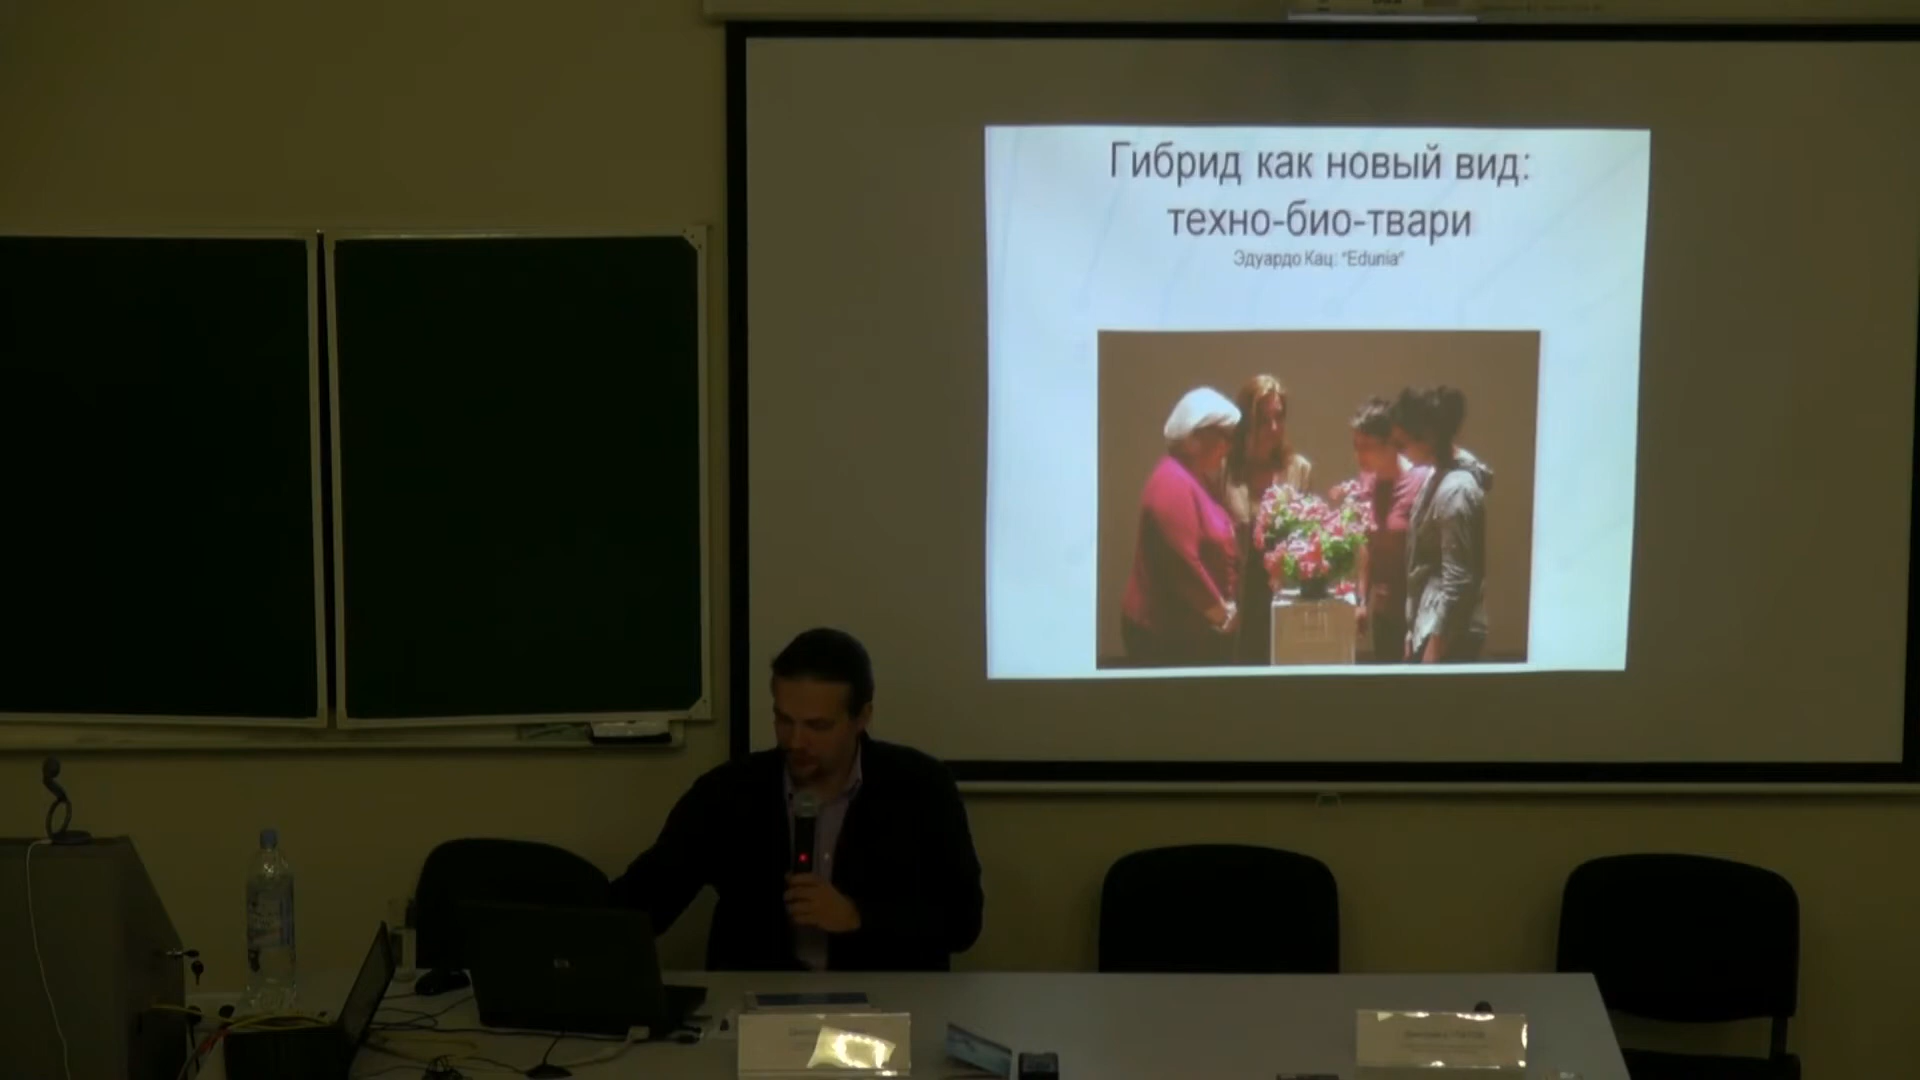 Гибрид как новый вид:
техно-био-твари
Эдуардо Кац: "Edunia"